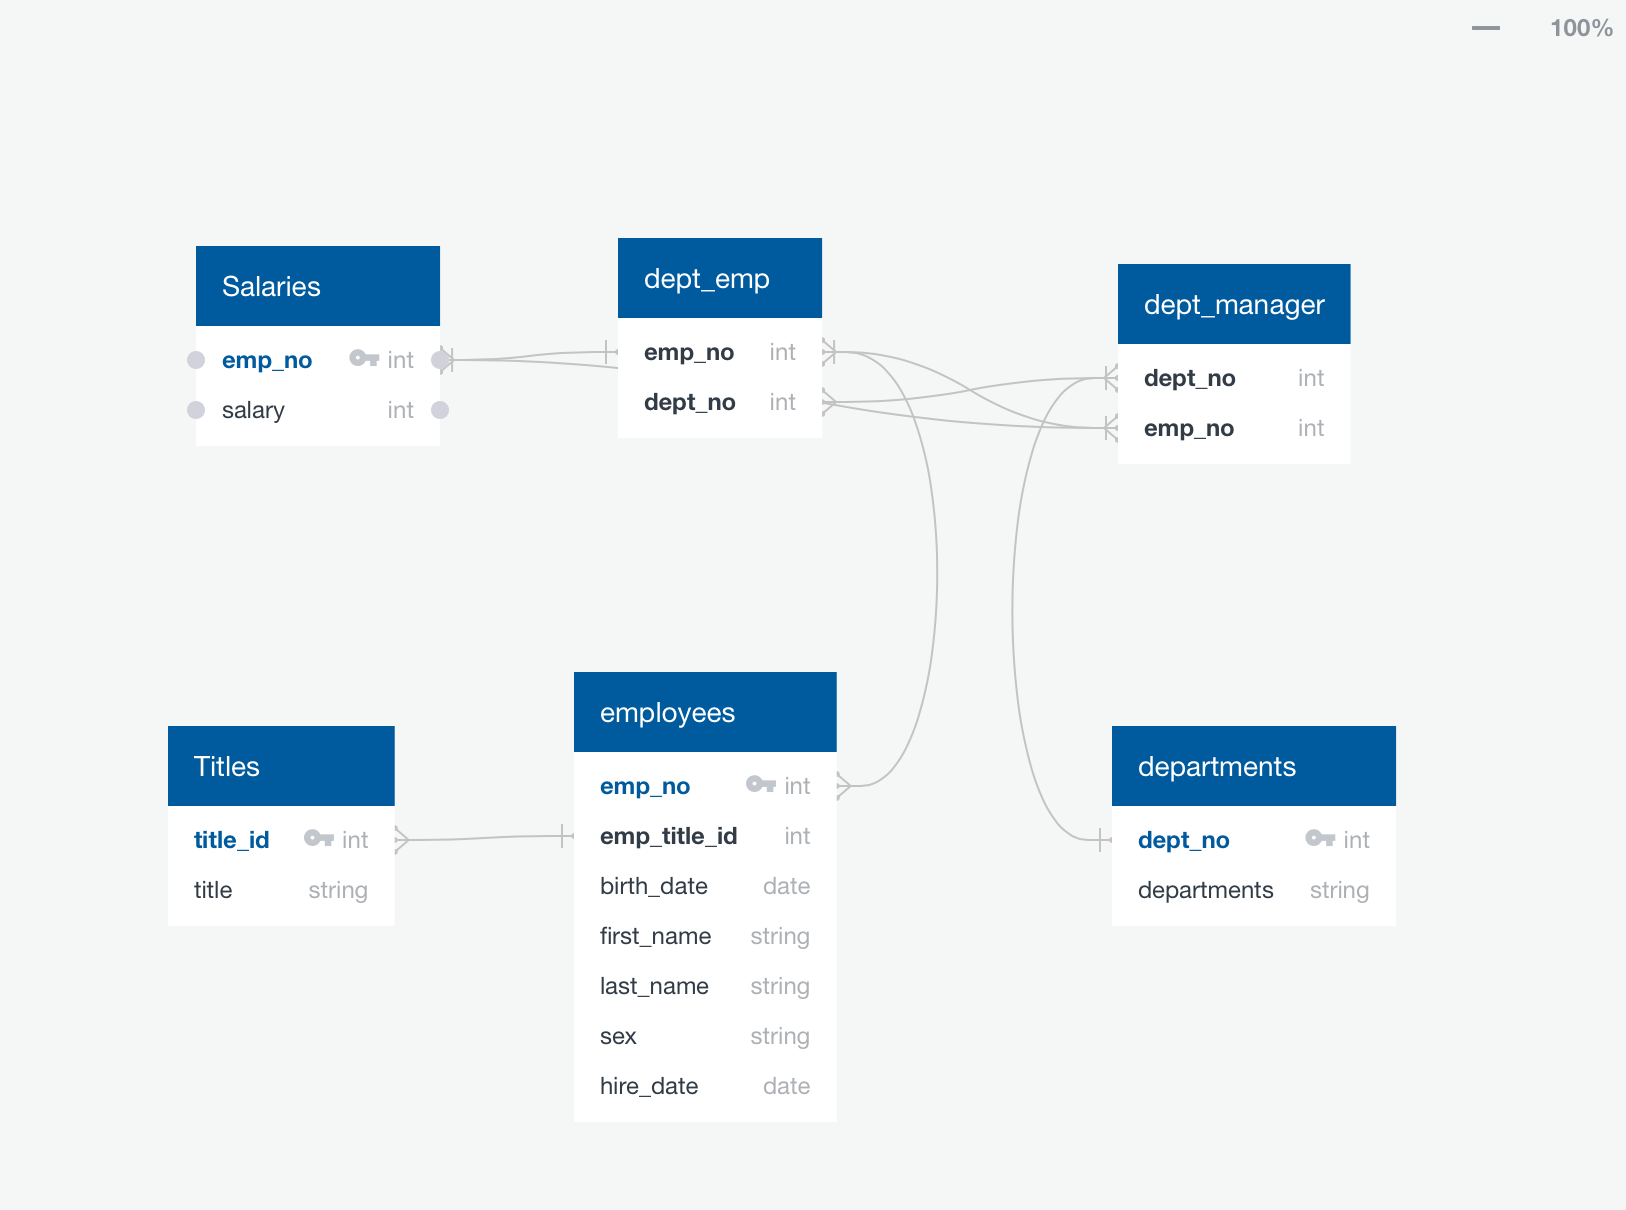 100%
Salaries
emp_no int
salary int
dept_emp
emp_no int
dept_no int
dept_manager
dept_no int
emp_no int
Titles
title_id int
title string
employees
emp_no int
emp_title_id int
birth_date date
first_name string
last_name string
sex string
hire_date date
departments
dept_no int
departments string